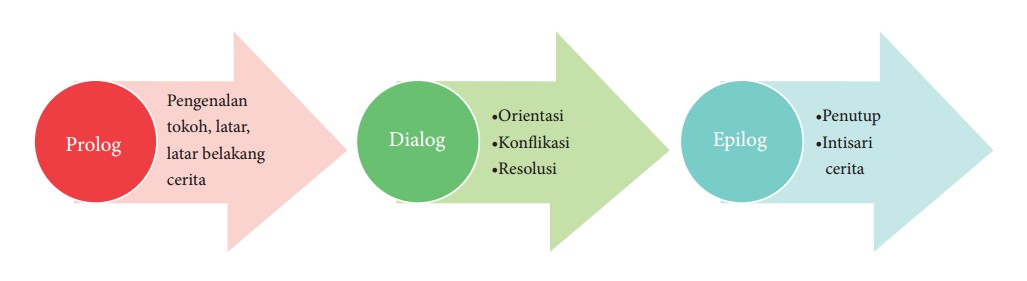 Prolog
Pengenalan
tokoh, latar,
latar belakang
cerita
Dialog
•Orientasi
•Konflikasi
•Resolusi
Epilog
•Penutup
•Intisari
cerita